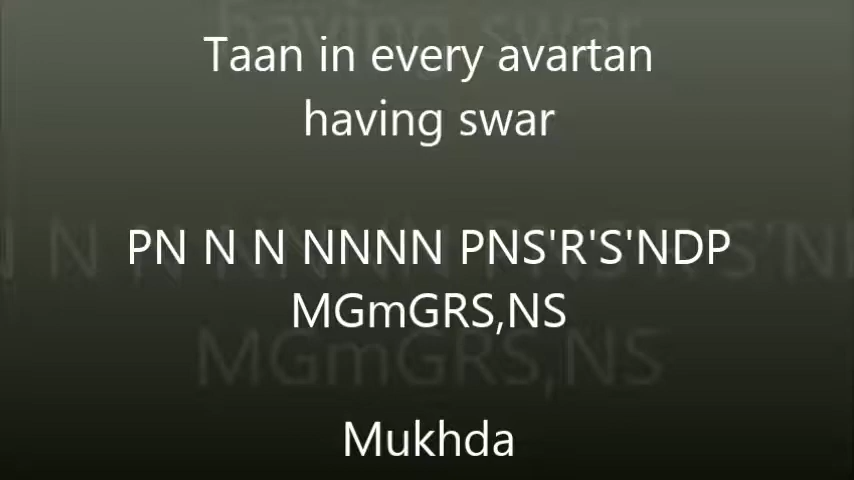 Taan in every avartan
having swar
PN N N NNNN PNS'R'S'NDP
MGmGRS,NS
Mukhda